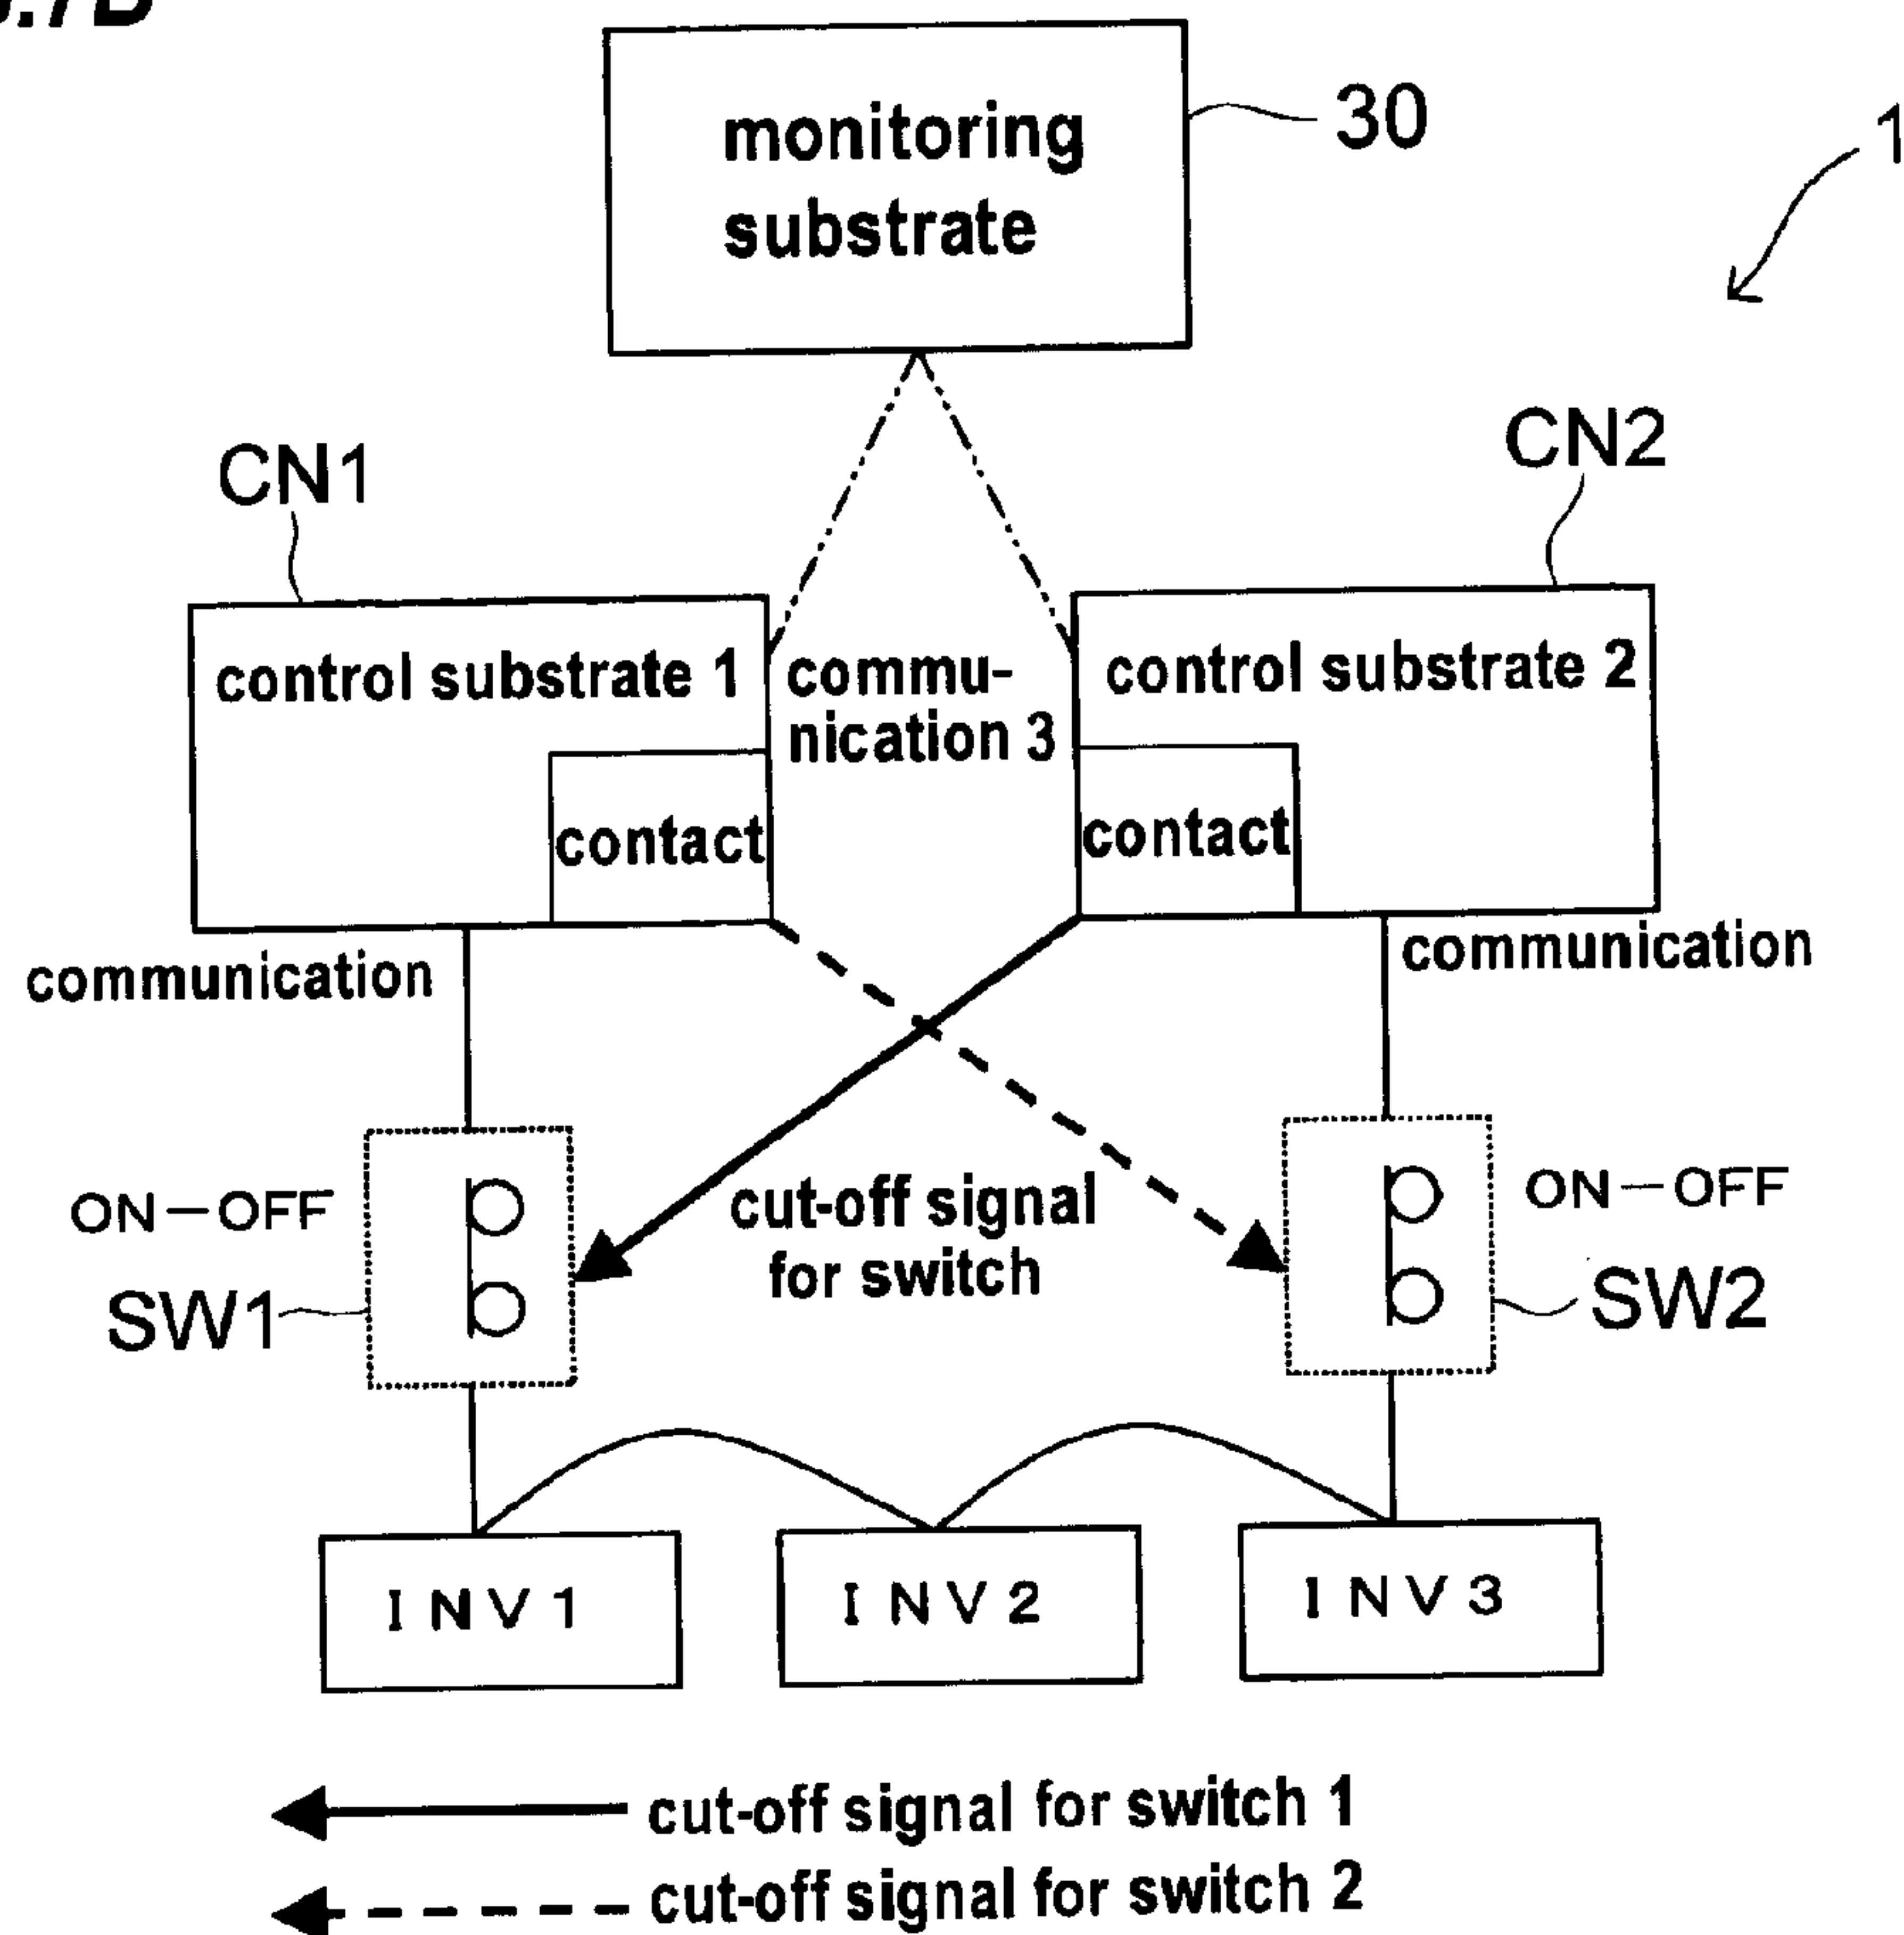 monitoring
substrate
30
1
CN1
CN2
control substrate 1
commu-
nication 3
control substrate 2
contact
contact
communication
communication
ON-OFF
cut-off signal
for switch
ON-OFF
SW1
SW2
INV1
INV2
INV3
cut-off signal for switch 1
cut-off signal for switch 2